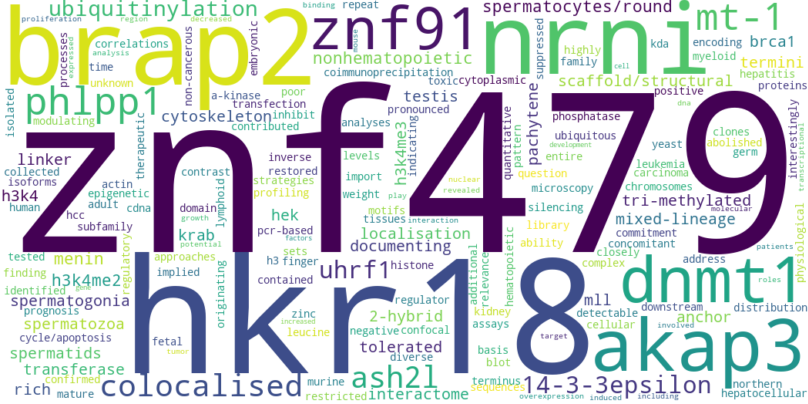 ubiquitinylation
binding repeat
spermatocytes/round
proliferation region decreased
correlations
analysis
time
unknown
processes
expressed
brap2
non-cancerous
embryonic
znf91
mouse
suppressed
nrni
mt-1
nonhematopoietic
coimmunoprecipitation
highly
family
cell
kda
encoding
myeloid
brca1
termini
hepatitis
proteins
toxic
cytoplasmic
scaffold/structural
phlpp1
isolated
modulating
therapeutic
a-kinase
transfection
contributed
inhibit
cytoskeleton
testis
pronounced
analyses
indicating
h3k4me3
quantitative
pattern
pachytene
positive
dna
phosphatase
ubiquitous
entire
yeast
clones
abolished
germ
interestingly
transcriptional
physiological
znf479
linker
collected
isoforms
actin
epigenetic
adult
cdna
h3k4
human
hcc
subfamily
contrast
domain
growth
potential
lymphoid
krab
inverse
restored
strategies
profiling
levels
import
weight
pcr-based
hek
tissues
motifs
interaction
play
localisation
documenting
nuclear
revealed
development
question
microscopy
silencing
library
ability
leukemia
carcinoma
chromosomes
tri-methylated
molecular
mixed-lineage
commitment
patients
concomitant
closely
complex
address
roles
tested
menin
finding
h3k4me2
identified
gene
regulatory
approaches
implied
originating
factors
sets
h3 finger
contained
uhrf1
histone
hematopoietic
additional
relevance
dnmt1
spermatogonia
prognosis
spermatozoa
cycle/apoptosis
spermatids
transferase
confirmed
rich
mature
hkr18
fetal
zinc
increased
leucine
tumor
2-hybrid
regulator
negative
confocal
tolerated
diverse
murine
restricted
ash2l
interactome
kidney
assays
basis
blot
terminus
sequences
target
mll
detectable
cellular
anchor
downstream
distribution
involved
akap3
northern
hepatocellular
colocalised
14-3-3epsilon
overexpression induced including